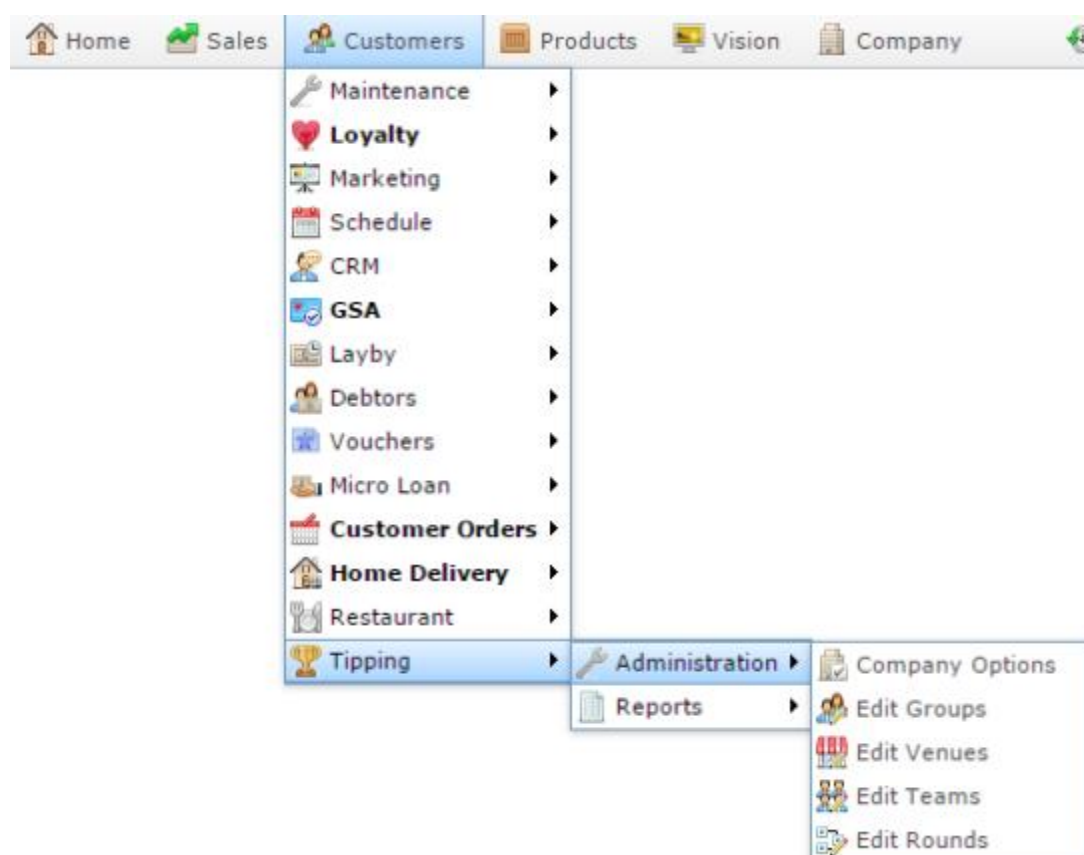 Home Sales Customers Products Vision Company
Maintenance
Loyalty
Marketing
Schedule
CRM
GSA
Layby
Debtors
Vouchers
Micro Loan
Customer Orders
Home Delivery
Restaurant
Tipping Administration Company Options
Reports Edit Groups
Edit Venues
Edit Teams
Edit Rounds